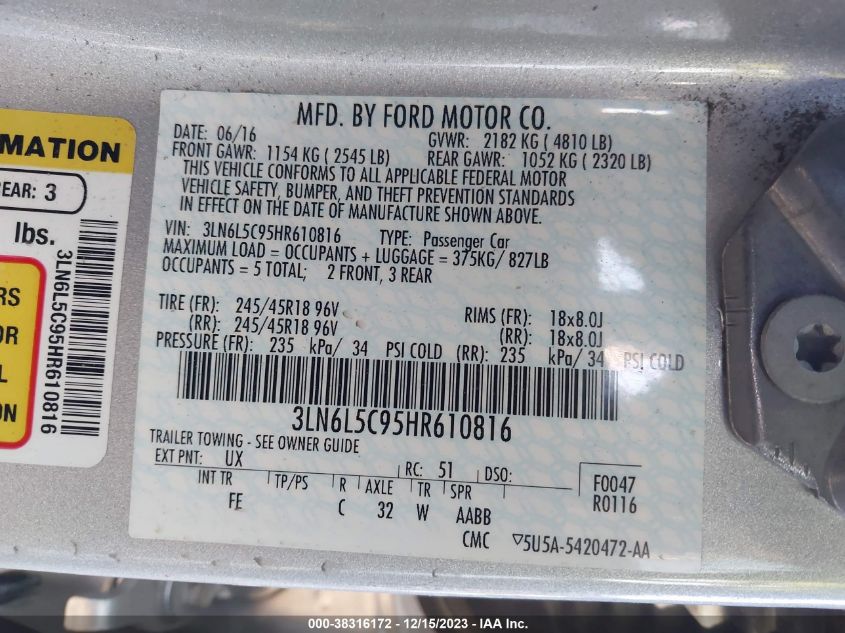 MFD. BY FORD MOTOR CO.
DATE: 06/16 GVWR: 2182 KG ( 4810 LB)
FRONT GAWR: 1154 KG ( 2545 LB) REAR GAWR: 1052 KG ( 2320 LB)
THIS VEHICLE CONFORMS TO ALL APPLICABLE FEDERAL MOTOR
VEHICLE SAFETY, BUMPER, AND THEFT PREVENTION STANDARDS
IN EFFECT ON THE DATE OF MANUFACTURE SHOWN ABOVE.
VIN: 3LN6L5C95HR610816 TYPE: Passenger Car
MAXIMUM LOAD = OCCUPANTS + LUGGAGE = 375KG/ 827LB
OCCUPANTS = 5 TOTAL; 2 FRONT, 3 REAR
TIRE (FR): 245/45R18 96V RIMS (FR): 18x8.0J
(RR): 245/45R18 96V (RR): 18x8.0J
PRESSURE (FR): 235 kPa/ 34 PSI COLD (RR): 235 kPa/ 34 PSI COLD
3LN6L5C95HR610816
TRAILER TOWING - SEE OWNER GUIDE
EXT PNT: UX RC: 51 DSO:
INT TR TP/PS R AXLE TR SPR
FE C 32 W AABB
F0047
R0116
CMC ▽5U5A-5420472-AA
MATION
EAR: 3
lbs.
3LN6L5C95HR610816
RS
OR
L
ON
000-38316172 - 12/15/2023 - IAA Inc.